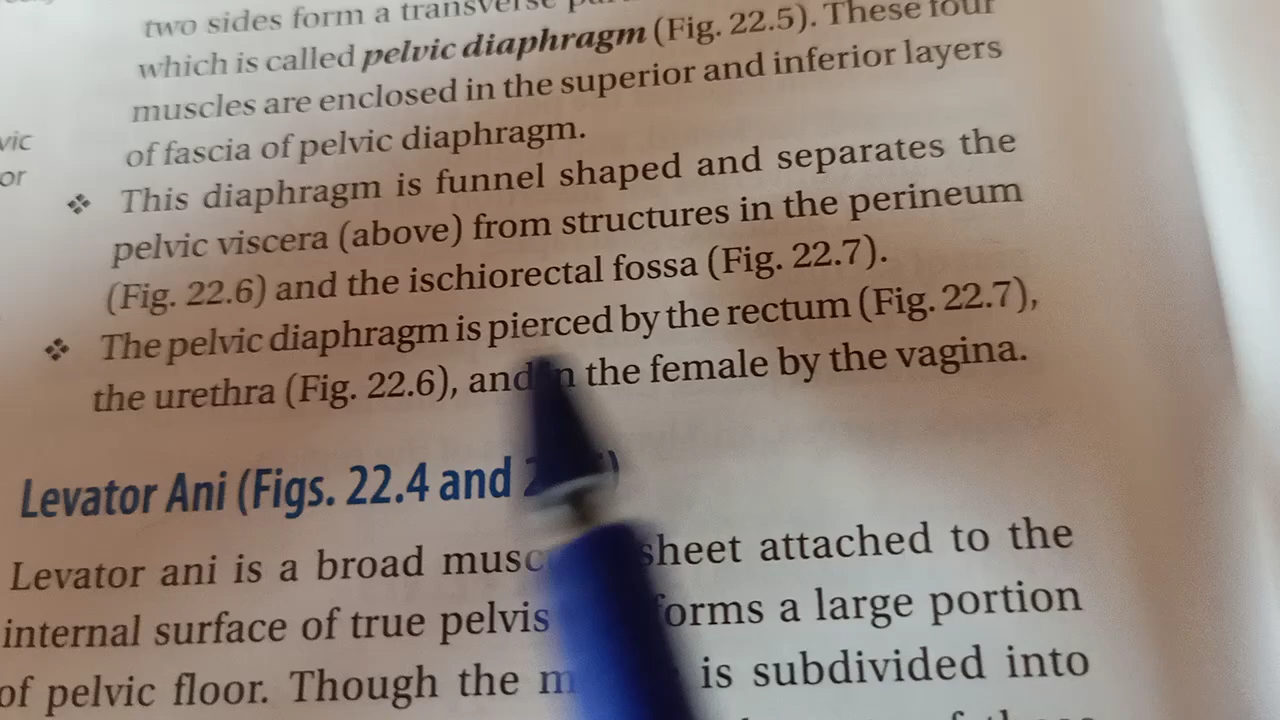 two sides form a transverse
which is called pelvic diaphragm (Fig. 22.5). These four
muscles are enclosed in the superior and inferior layers
of fascia of pelvic diaphragm.
❖ This diaphragm is funnel shaped and separates the
pelvic viscera (above) from structures in the perineum
(Fig. 22.6) and the ischiorectal fossa (Fig. 22.7).
❖ The pelvic diaphragm is pierced by the rectum (Fig. 22.7),
the urethra (Fig. 22.6), and in the female by the vagina.
Levator Ani (Figs. 22.4 and
Levator ani is a broad sheet attached to the
internal surface of true pelvis forms a large portion
of pelvic floor. Though the is subdivided into